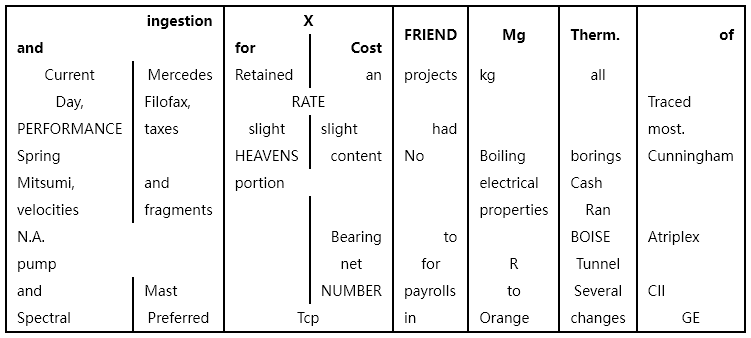 ingestion X
and for Cost FRIEND Mg Therm. of
Current Mercedes Retained an projects kg all
Day, Filofax, RATE Traced
PERFORMANCE taxes slight slight had most.
Spring HEAVENS content No Boiling borings Cunningham
Mitsumi, and portion electrical Cash
velocities fragments properties Ran
N.A. Bearing to BOISE Atriplex
pump net for R Tunnel
and Mast NUMBER payrolls to Several CII
Spectral Preferred Tcp in Orange changes GE